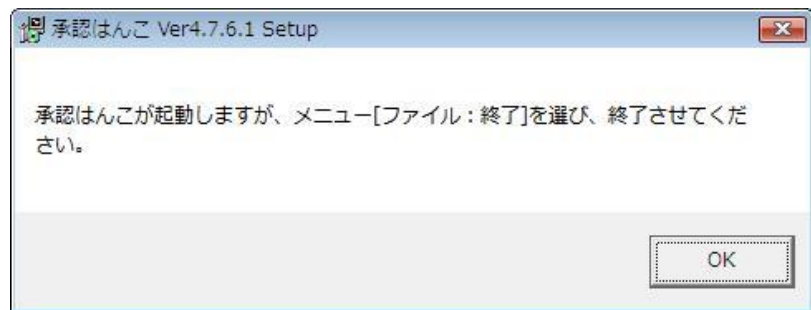 承認はんこ Ver4.7.6.1 Setup
承認はんこが起動しますが、メニュー[ファイル：終了]を選び、終了させてくだ
さい。
OK